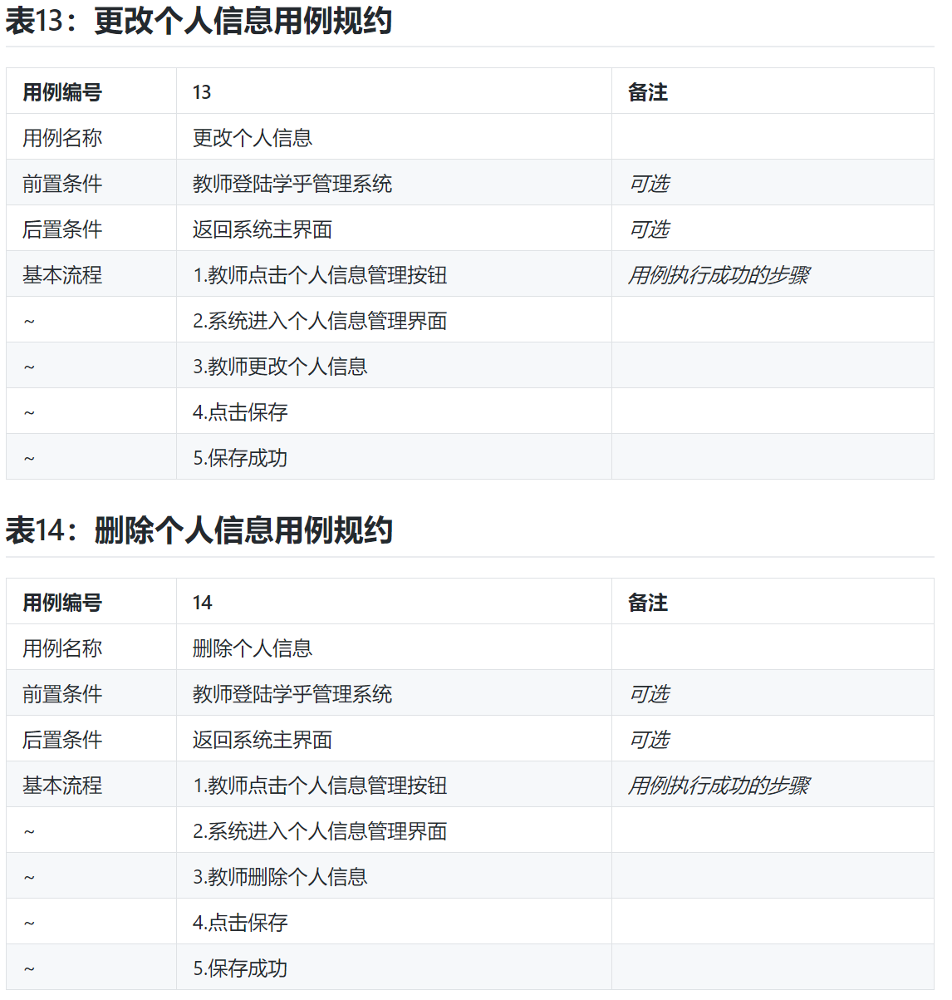 表13：更改个人信息用例规约
用例编号 13 备注
用例名称 更改个人信息
前置条件 教师登陆学乎管理系统 可选
后置条件 返回系统主界面 可选
基本流程 1.教师点击个人信息管理按钮 用例执行成功的步骤
~ 2.系统进入个人信息管理界面
~ 3.教师更改个人信息
~ 4.点击保存
~ 5.保存成功
表14：删除个人信息用例规约
用例编号 14 备注
用例名称 删除个人信息
前置条件 教师登陆学乎管理系统 可选
后置条件 返回系统主界面 可选
基本流程 1.教师点击个人信息管理按钮 用例执行成功的步骤
~ 2.系统进入个人信息管理界面
~ 3.教师删除个人信息
~ 4.点击保存
~ 5.保存成功